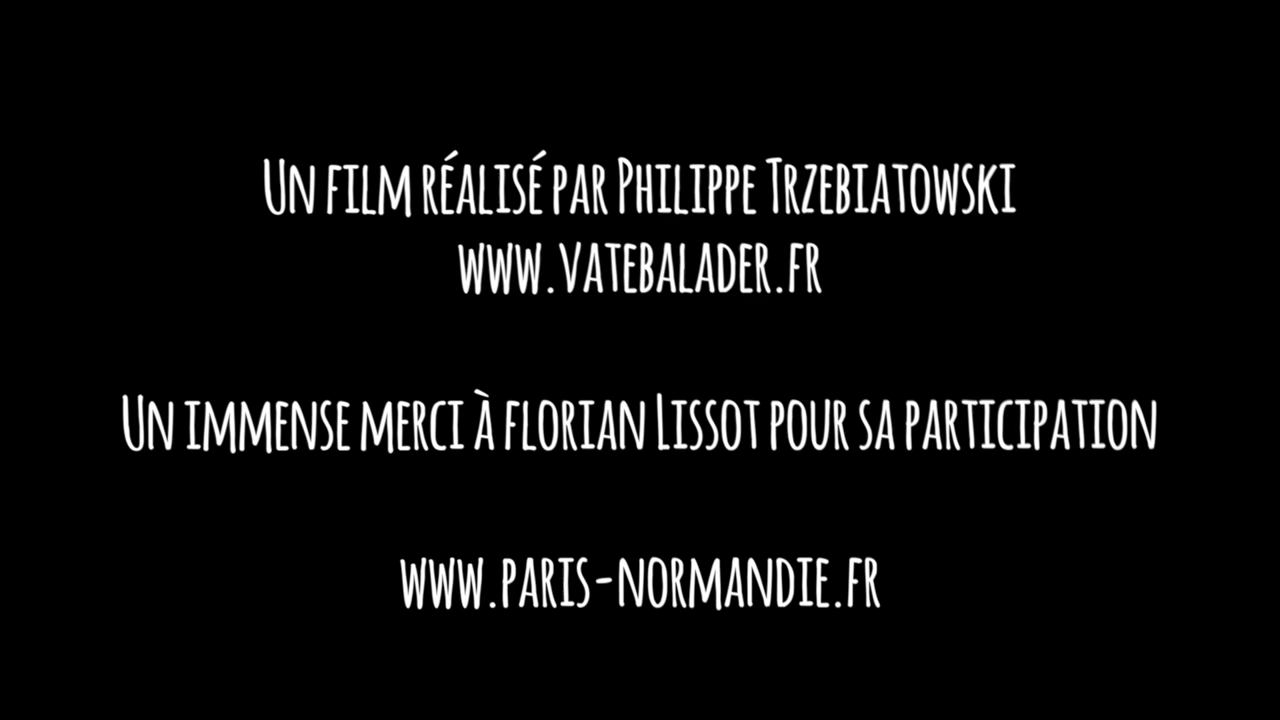 Un film réalisé par Philippe Trzebiatowski
www.vatebalader.fr
Un immense merci à florian Lissot pour sa participation
www.paris-normandie.fr